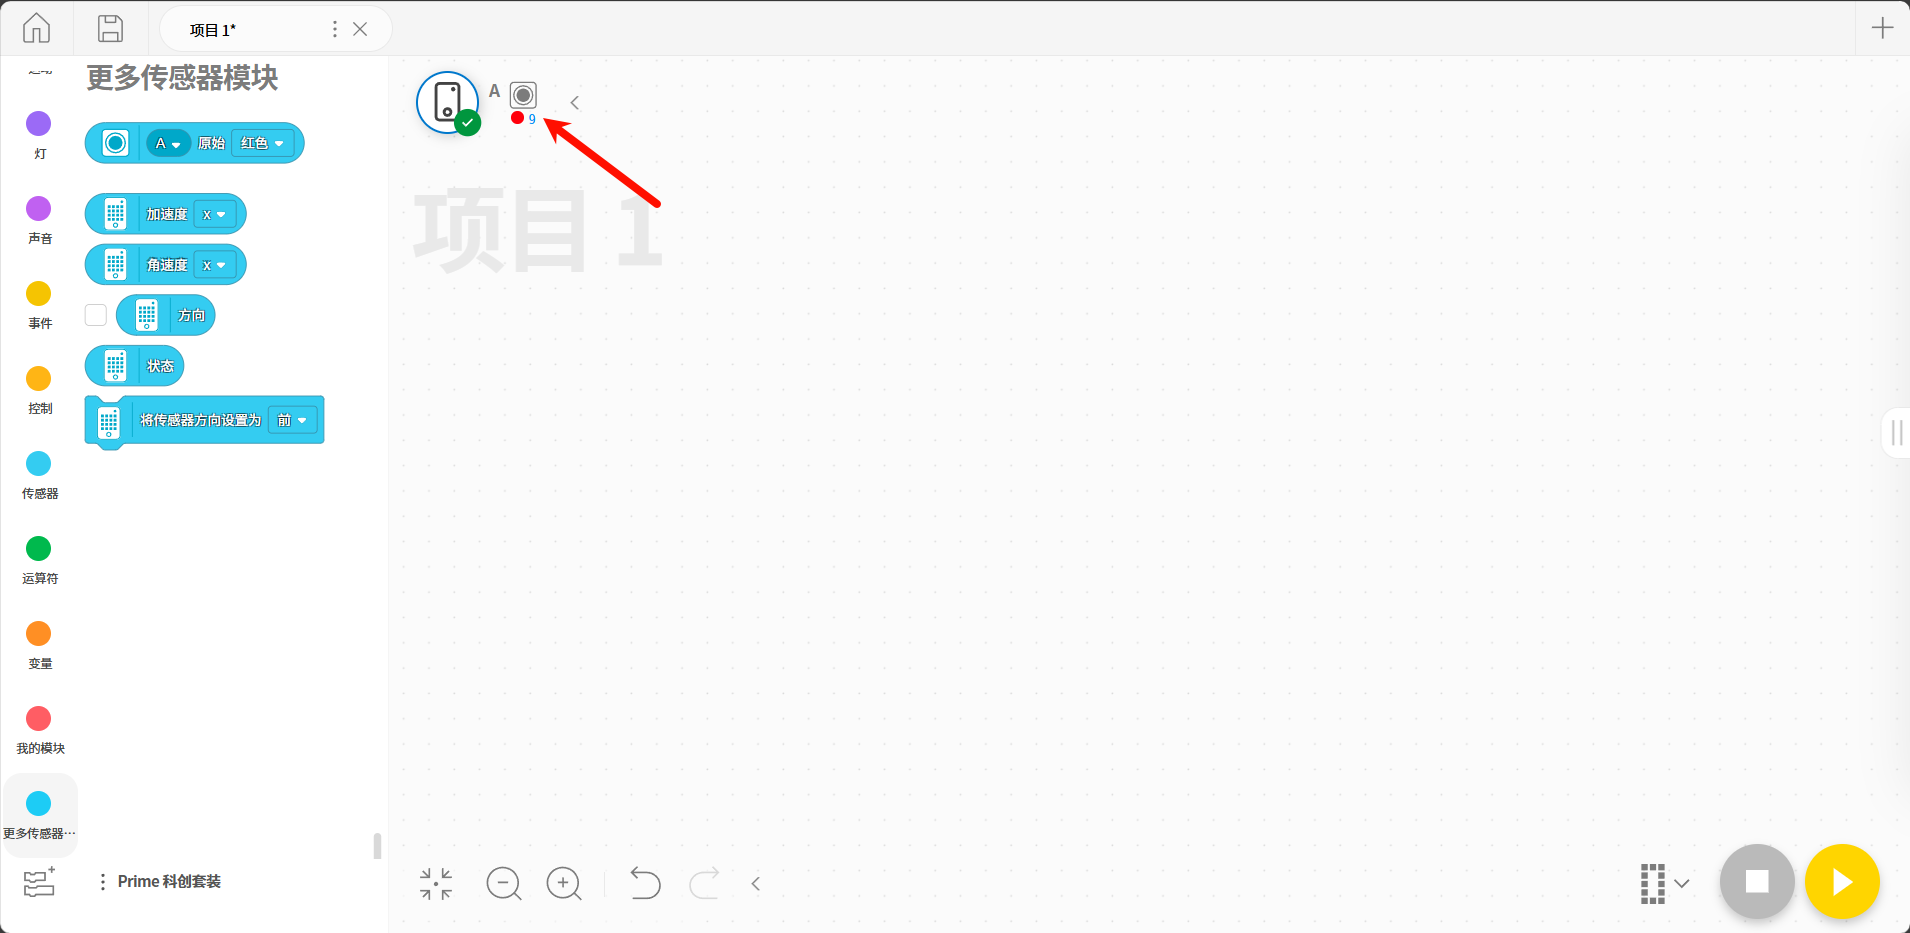 项目 1*
更多传感器模块
运动
灯
声音
事件
控制
传感器
运算符
变量
我的模块
更多传感器…
A 原始 红色
加速度 x
角速度 x
方向
状态
将传感器方向设置为 前
Prime 科创套装
A
9
项目 1